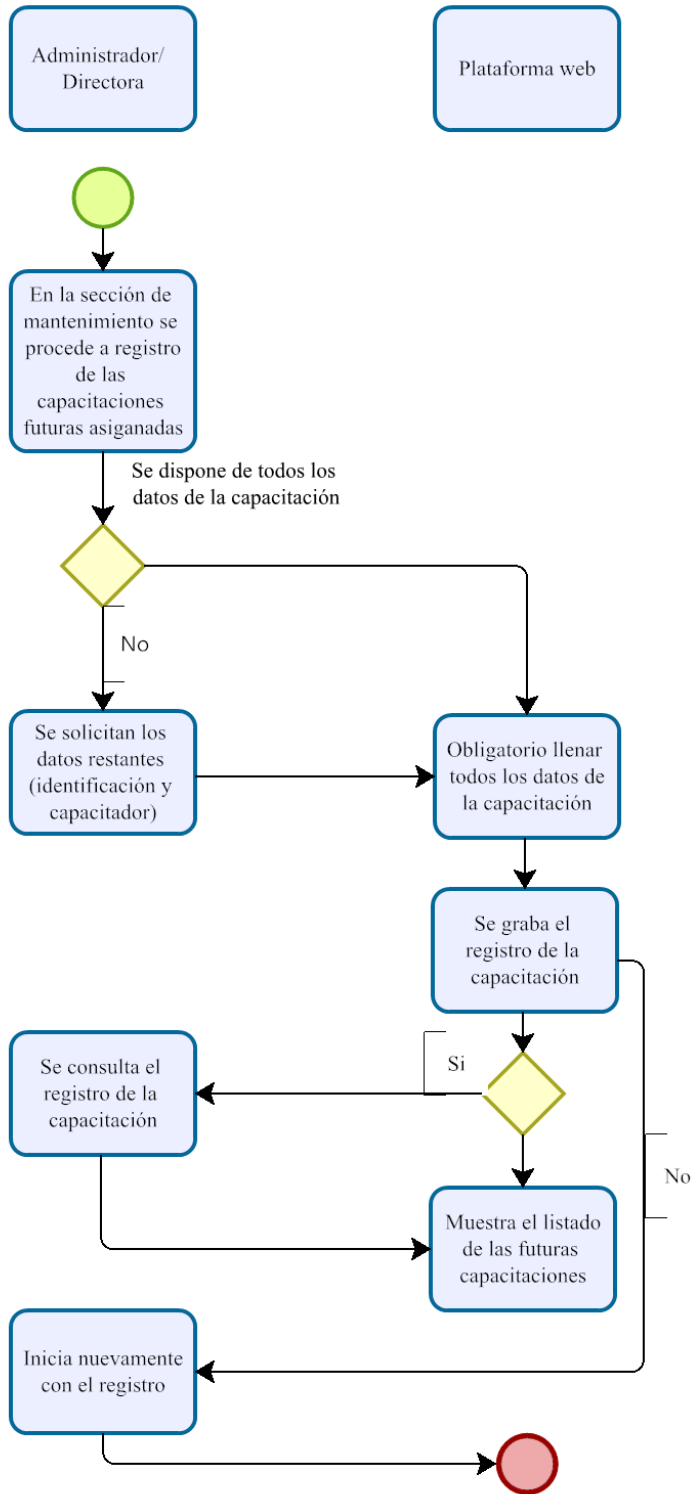 Administrador/
Directora
Plataforma web
En la sección de
mantenimiento se
procede a registro
de las
capacitaciones
futuras asiganadas
Se dispone de todos los
datos de la capacitación
No
Se solicitan los
datos restantes
(identificación y
capacitador)
Obligatorio llenar
todos los datos de
la capacitación
Se graba el
registro de la
capacitación
Si
Se consulta el
registro de la
capacitación
No
Muestra el listado
de las futuras
capacitaciones
Inicia nuevamente
con el registro